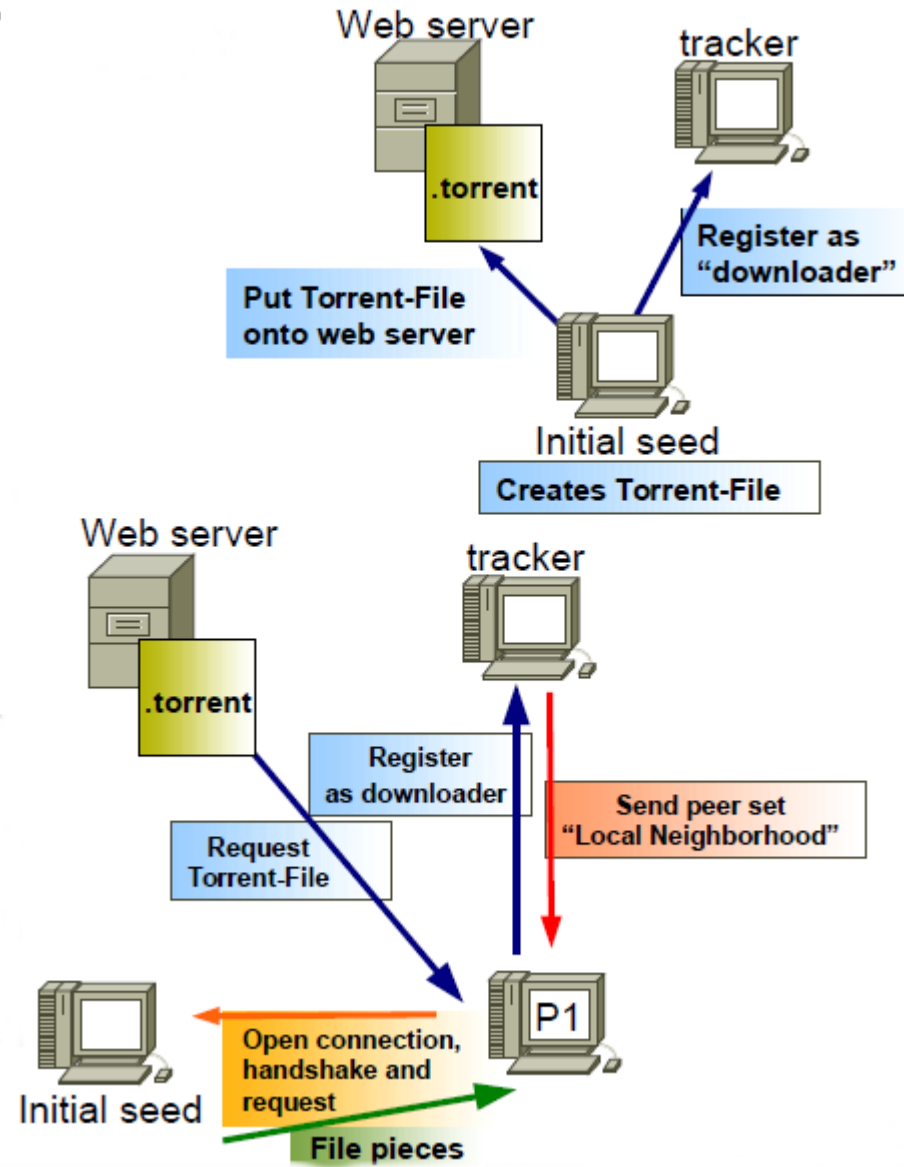 Web server
tracker
.torrent
Register as
“downloader”
Put Torrent-File
onto web server
Initial seed
Creates Torrent-File
Web server
tracker
.torrent
Register
as downloader
Send peer set
“Local Neighborhood”
Request
Torrent-File
P1
Open connection,
handshake and
request
Initial seed
File pieces